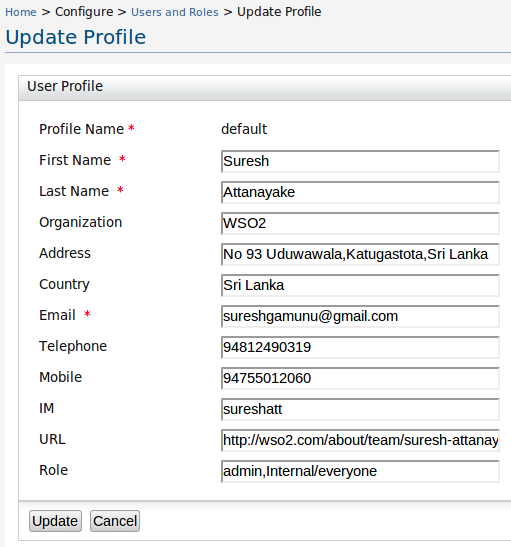 Home > Configure > Users and Roles > Update Profile
Update Profile
User Profile
Profile Name * default
First Name * Suresh
Last Name * Attanayake
Organization WSO2
Address No 93 Uduwawala,Katugastota,Sri Lanka
Country Sri Lanka
Email * sureshgamunu@gmail.com
Telephone 94812490319
Mobile 94755012060
IM sureshatt
URL http://wso2.com/about/team/suresh-attanay
Role admin,Internal/everyone
Update Cancel